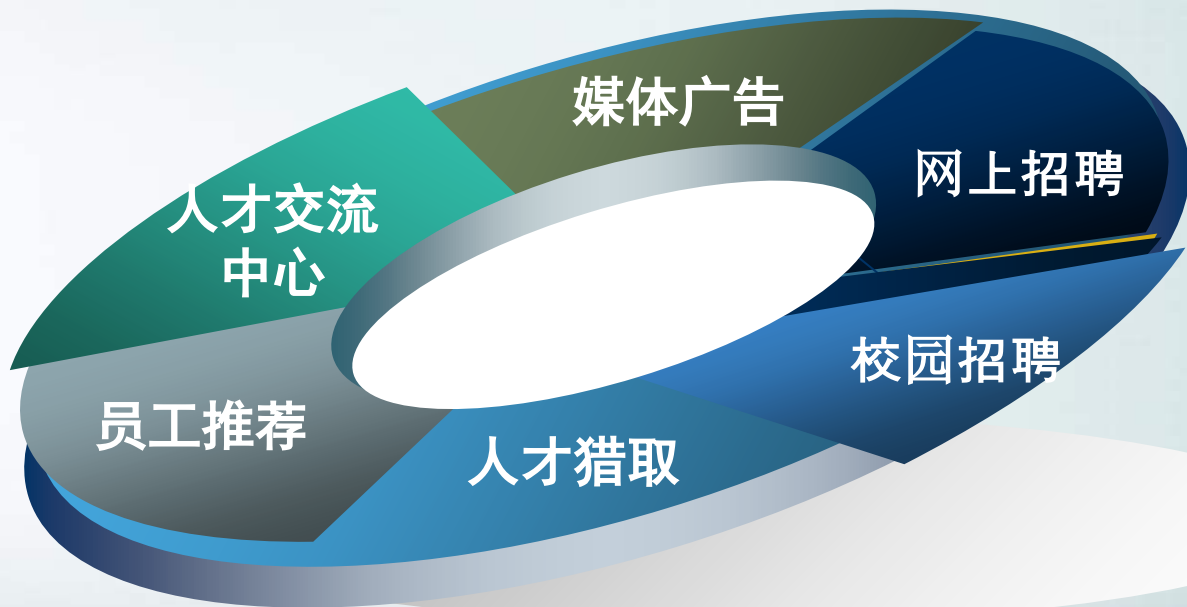 媒体广告
网上招聘
人才交流
中心
校园招聘
员工推荐
人才猎取